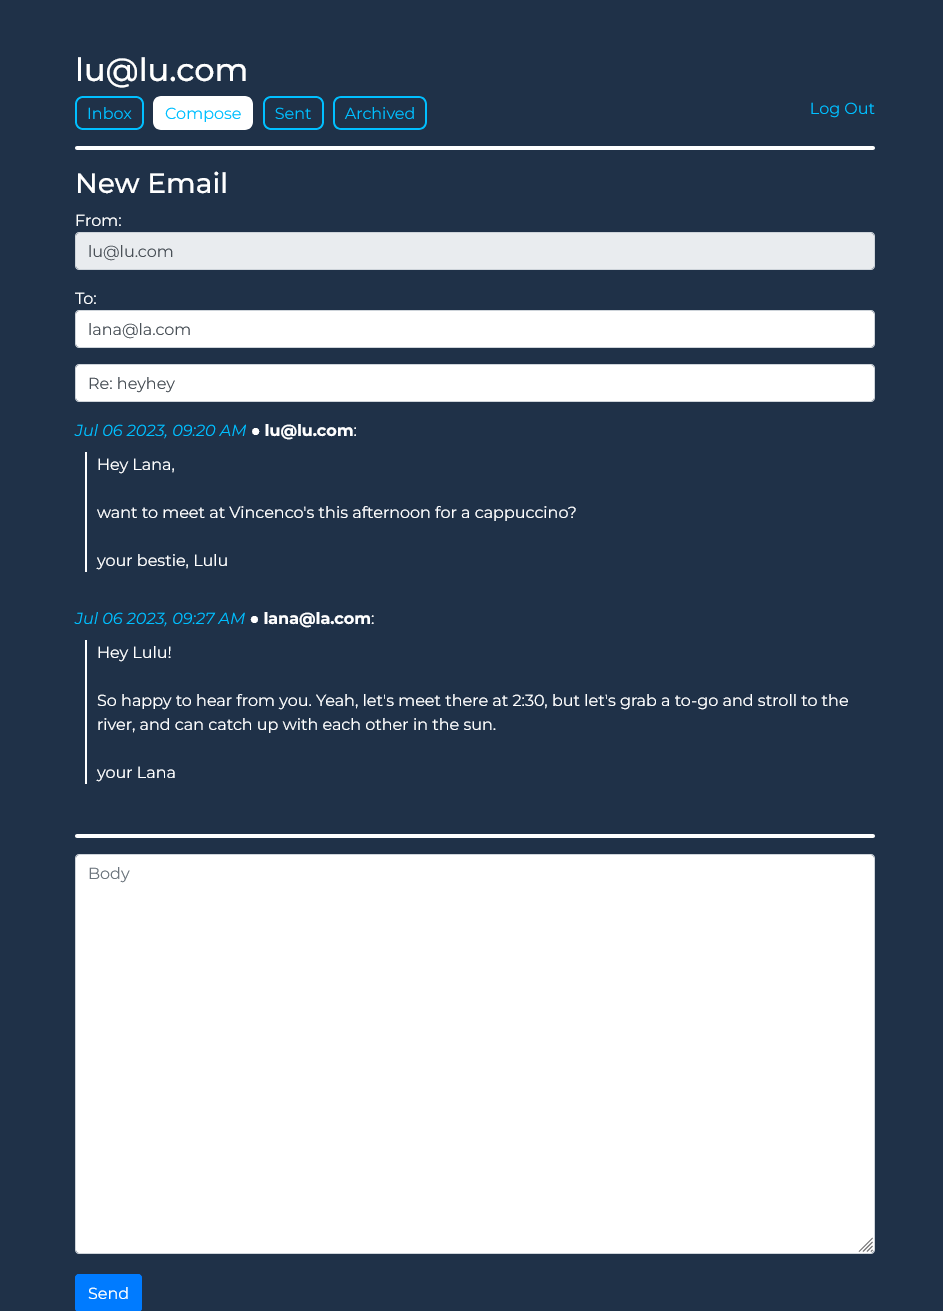 lu@lu.com
Inbox Compose Sent Archived Log Out
New Email
From:
lu@lu.com
To:
lana@la.com
Re: heyhey
Jul 06 2023, 09:20 AM ● lu@lu.com:
Hey Lana,
want to meet at Vincenco's this afternoon for a cappuccino?
your bestie, Lulu
Jul 06 2023, 09:27 AM ● lana@la.com:
Hey Lulu!
So happy to hear from you. Yeah, let's meet there at 2:30, but let's grab a to-go and stroll to the
river, and can catch up with each other in the sun.
your Lana
Body
Send